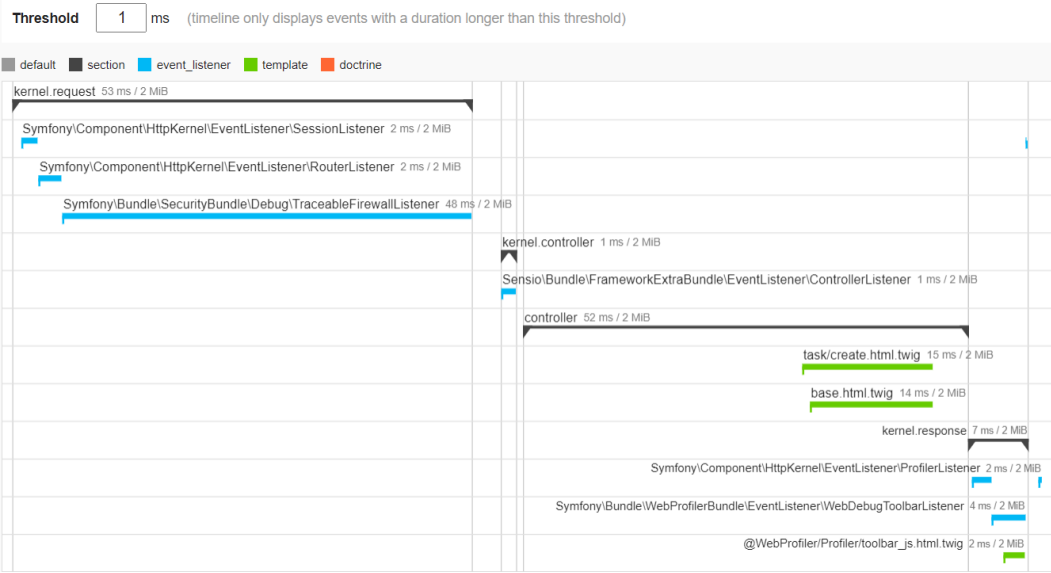 Threshold 1 ms (timeline only displays events with a duration longer than this threshold)
default section event_listener template doctrine
kernel.request 53 ms / 2 MiB
Symfony\Component\HttpKernel\EventListener\SessionListener 2 ms / 2 MiB
Symfony\Component\HttpKernel\EventListener\RouterListener 2 ms / 2 MiB
Symfony\Bundle\SecurityBundle\Debug\TraceableFirewallListener 48 ms / 2 MiB
kernel.controller 1 ms / 2 MiB
Sensio\Bundle\FrameworkExtraBundle\EventListener\ControllerListener 1 ms / 2 MiB
controller 52 ms / 2 MiB
task/create.html.twig 15 ms / 2 MiB
base.html.twig 14 ms / 2 MiB
kernel.response 7 ms / 2 MiB
Symfony\Component\HttpKernel\EventListener\ProfilerListener 2 ms / 2 MiB
Symfony\Bundle\WebProfilerBundle\EventListener\WebDebugToolbarListener 4 ms / 2 MiB
@WebProfiler/Profiler/toolbar_js.html.twig 2 ms / 2 MiB